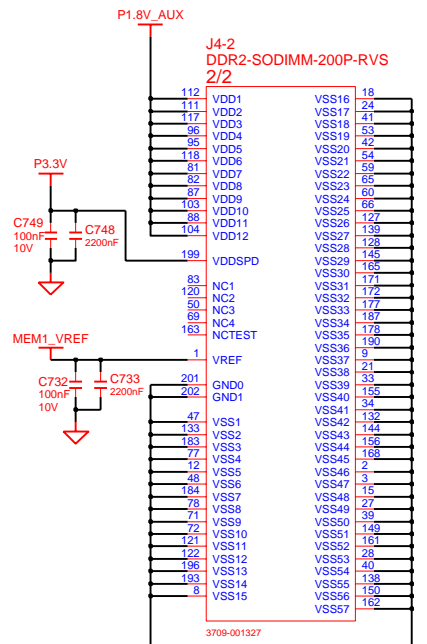 P1.8V_AUX
J4-2
DDR2-SODIMM-200P-RVS
2/2
112 VDD1
111 VDD2
117 VDD3
96 VDD4
95 VDD5
118 VDD6
81 VDD7
82 VDD8
87 VDD9
103 VDD10
88 VDD11
104 VDD12
P3.3V
C749
100nF
10V
C748
2200nF
199 VDDSPD
83 NC1
120 NC2
50 NC3
69 NC4
163 NCTEST
MEM1_VREF
1 VREF
C732
100nF
10V
C733
2200nF
201 GND0
202 GND1
47 VSS1
133 VSS2
183 VSS3
77 VSS4
12 VSS5
48 VSS6
184 VSS7
78 VSS8
71 VSS9
72 VSS10
121 VSS11
122 VSS12
196 VSS13
193 VSS14
8 VSS15
VSS16 18
VSS17 24
VSS18 41
VSS19 53
VSS20 42
VSS21 54
VSS22 59
VSS23 65
VSS24 60
VSS25 66
VSS26 127
VSS27 139
VSS28 128
VSS29 145
VSS30 165
VSS31 171
VSS32 172
VSS33 177
VSS34 187
VSS35 178
VSS36 190
VSS37 9
VSS38 21
VSS39 33
VSS40 155
VSS41 34
VSS42 132
VSS43 144
VSS44 156
VSS45 168
VSS46 2
VSS47 3
VSS48 15
VSS49 27
VSS50 39
VSS51 149
VSS52 161
VSS53 28
VSS54 40
VSS55 138
VSS56 150
VSS57 162
3709-001327